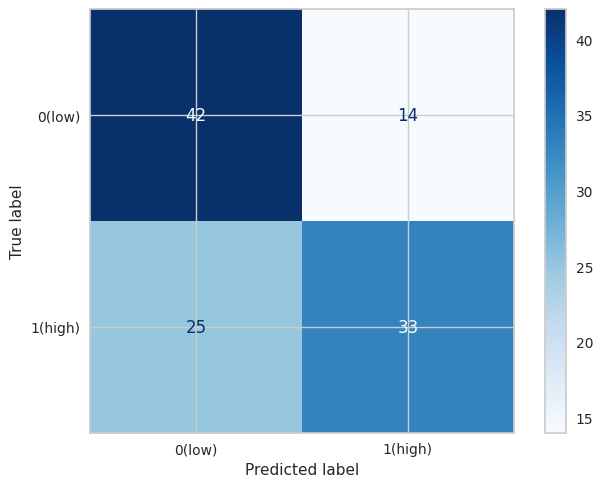 42 14
0(low)
25 33
1(high)
True label
0(low) 1(high)
Predicted label
40
35
30
25
20
15